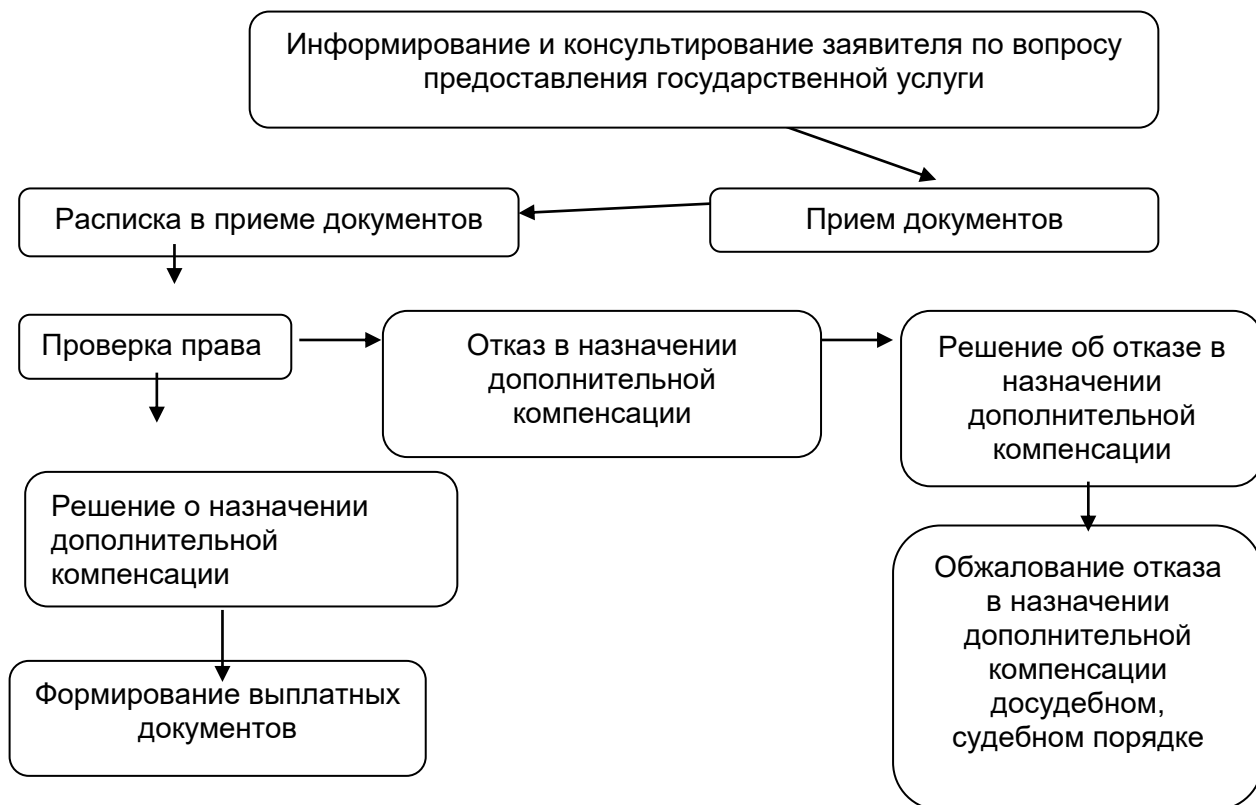 Информирование и консультирование заявителя по вопросу
предоставления государственной услуги
Расписка в приеме документов
Прием документов
Проверка права
Отказ в назначении
дополнительной
компенсации
Решение об отказе в
назначении
дополнительной
компенсации
Решение о назначении
дополнительной
компенсации
Обжалование отказа
в назначении
дополнительной
компенсации
досудебном,
судебном порядке
Формирование выплатных
документов